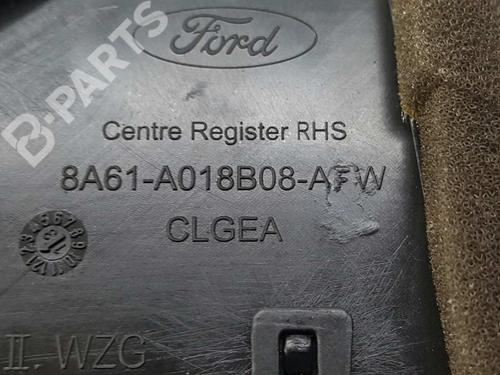 Ford
B-PARTS
Centre Register RHS
8A61-A018B08-AFW
CLGEA
II. WZG